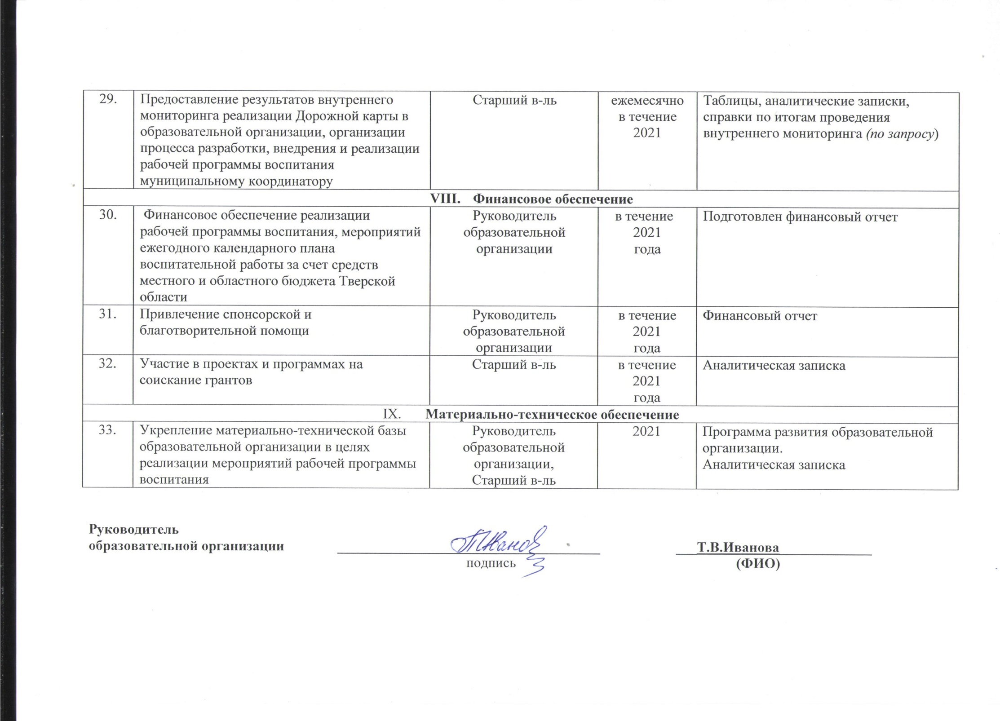 29.
Предоставление результатов внутреннего
мониторинга реализации Дорожной карты в
образовательной организации, организации
процесса разработки, внедрения и реализации
рабочей программы воспитания
муниципальному координатору
Старший в-ль
ежемесячно
в течение
2021
Таблицы, аналитические записки,
справки по итогам проведения
внутреннего мониторинга (по запросу)
VIII. Финансовое обеспечение
30.
Финансовое обеспечение реализации
рабочей программы воспитания, мероприятий
ежегодного календарного плана
воспитательной работы за счет средств
местного и областного бюджета Тверской
области
Руководитель
образовательной
организации
в течение
2021
года
Подготовлен финансовый отчет
31.
Привлечение спонсорской и
благотворительной помощи
Руководитель
образовательной
организации
в течение
2021
года
Финансовый отчет
32.
Участие в проектах и программах на
соискание грантов
Старший в-ль
в течение
2021
года
Аналитическая записка
IX. Материально-техническое обеспечение
33.
Укрепление материально-технической базы
образовательной организации в целях
реализации мероприятий рабочей программы
воспитания
Руководитель
образовательной
организации,
Старший в-ль
2021
Программа развития образовательной
организации.
Аналитическая записка
Руководитель
образовательной организации
Т.В.Иванова
подпись
(ФИО)